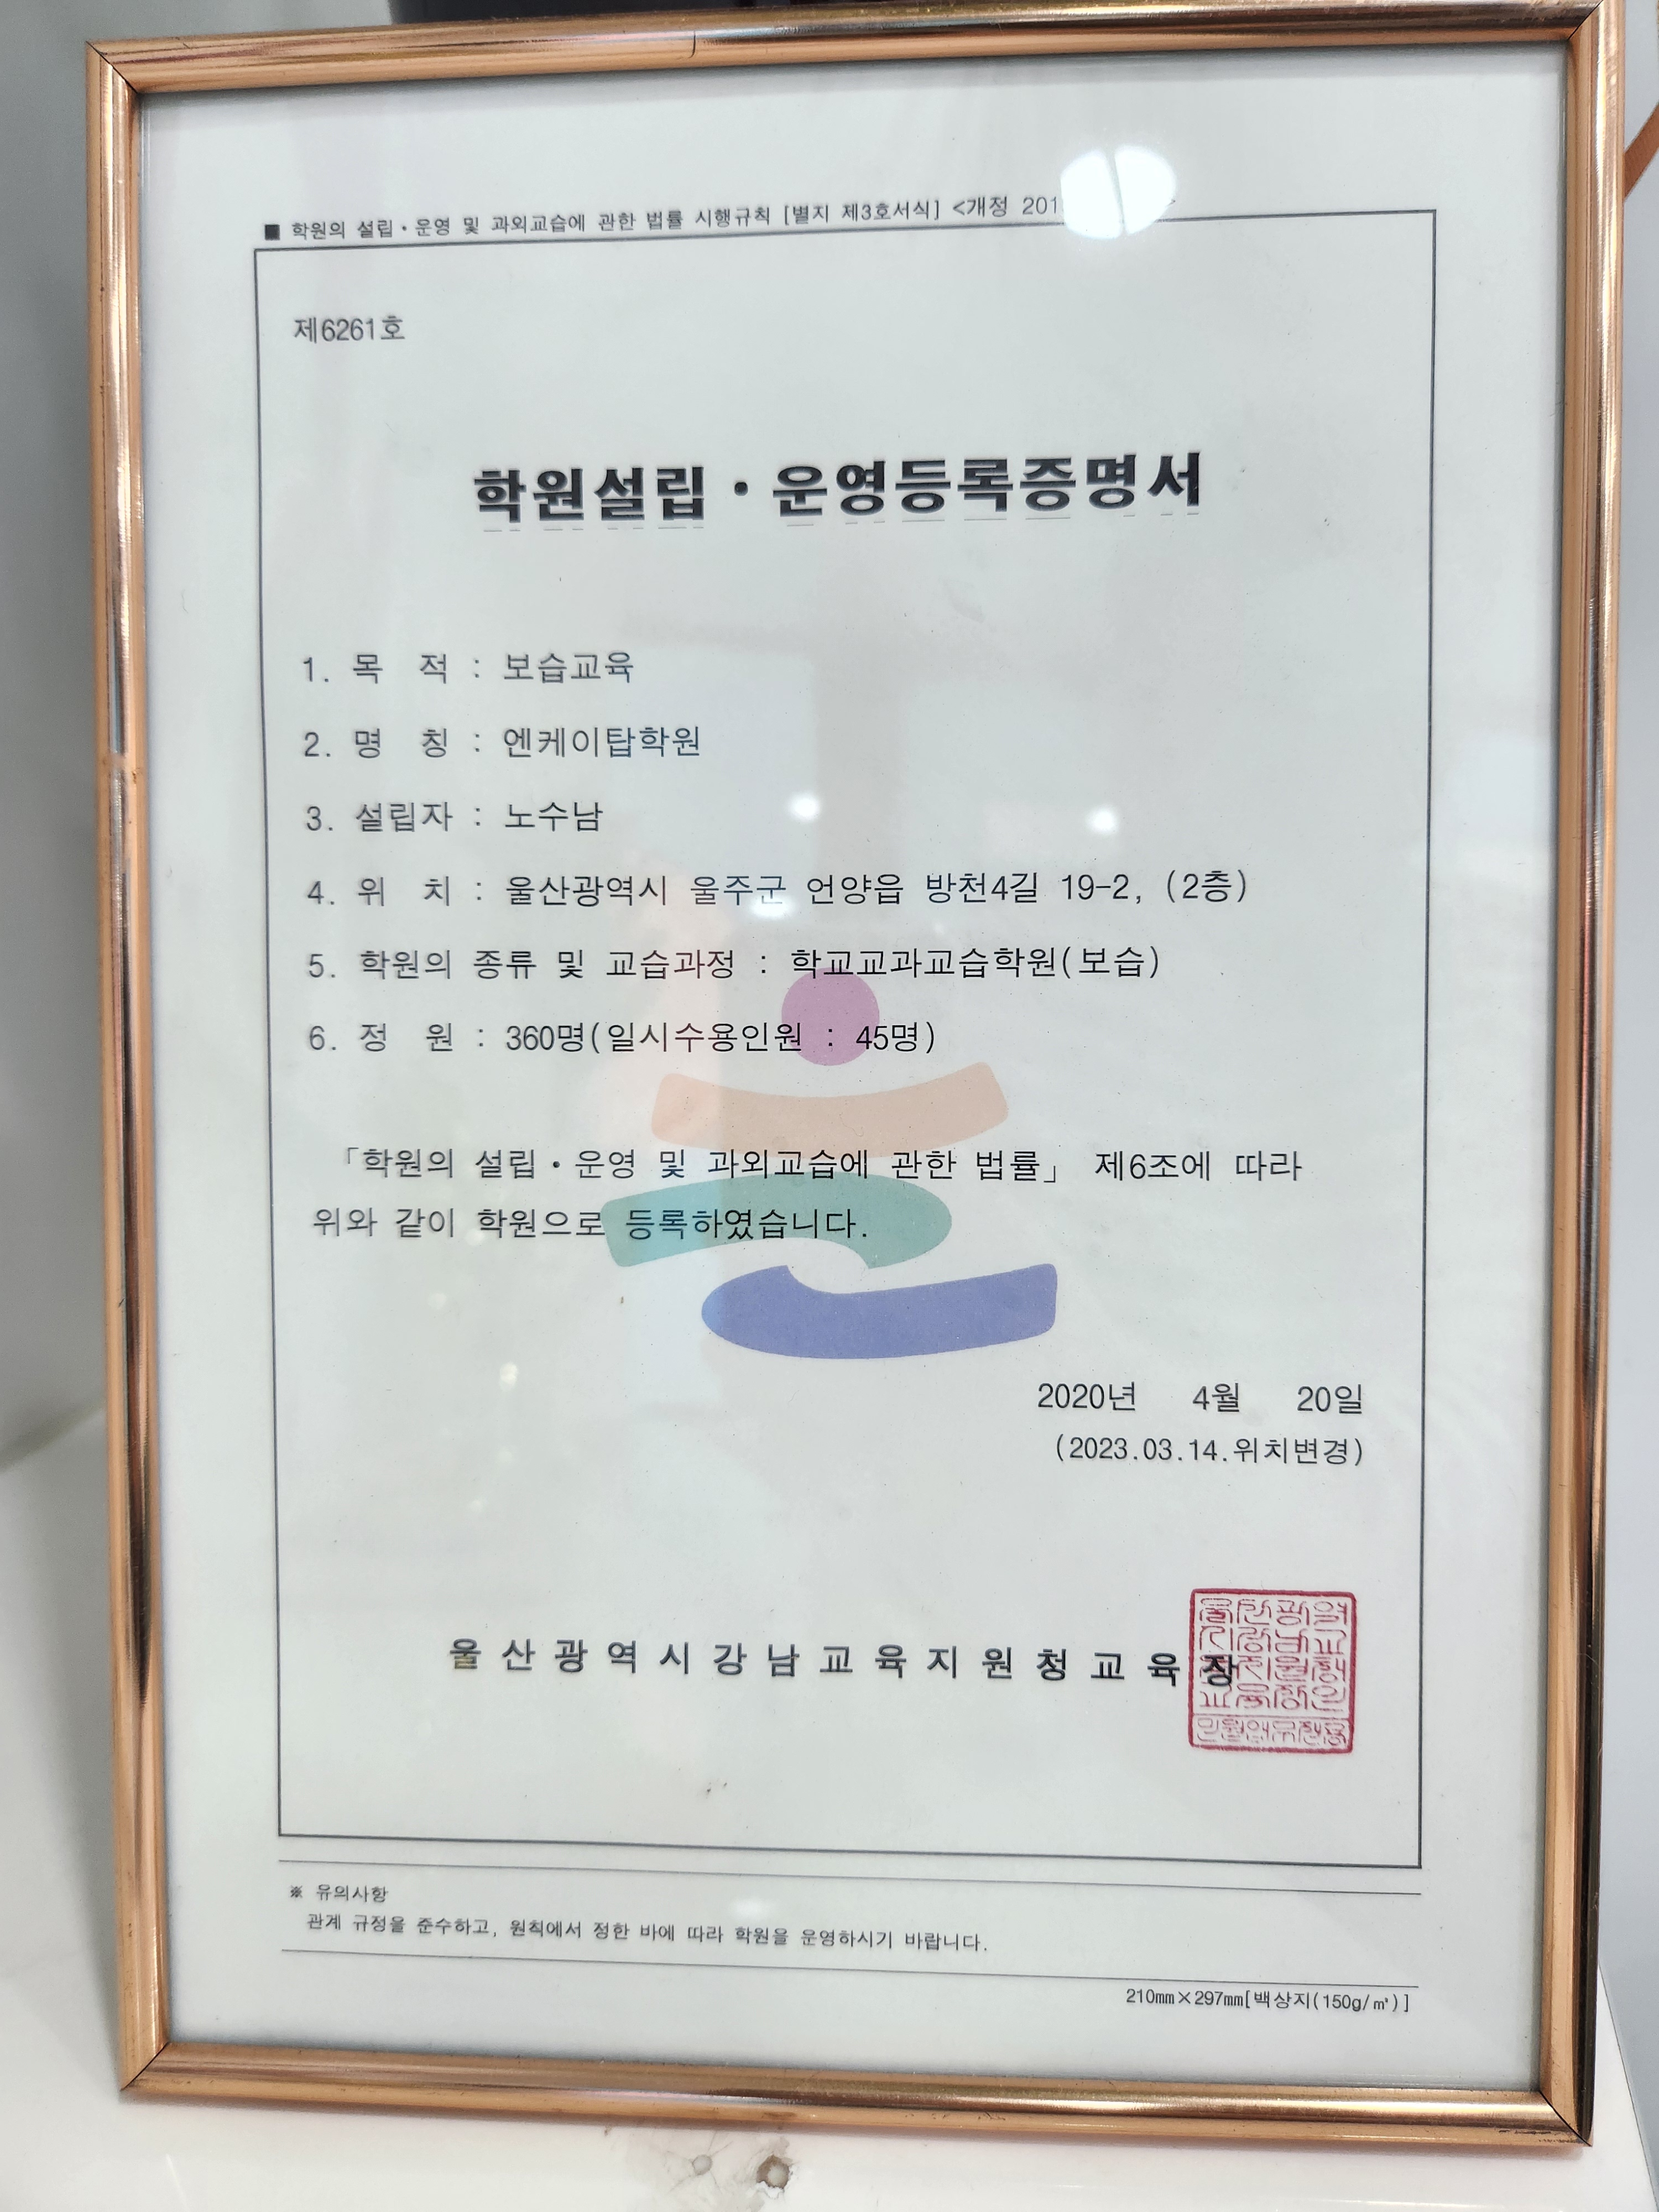 ■ 학원의 설립·운영 및 과외교습에 관한 법률 시행규칙 [별지 제3호서식] <개정
제6261호
학원설립·운영등록증명서
1. 목 적 : 보습교육
2. 명 칭 : 엔케이탑학원
3. 설립자 : 노수남
4. 위 치 : 울산광역시 울주군 언양읍 방천4길 19-2, (2층)
5. 학원의 종류 및 교습과정 : 학교교과교습학원(보습)
6. 정 원 : 360명(일시수용인원 : 45명)
「학원의 설립·운영 및 과외교습에 관한 법률」 제6조에 따라
위와 같이 학원으로 등록하였습니다.
2020년 4월 20일
(2023.03.14.위치변경)
울산광역시강남교육지원청교육장
※ 유의사항
관계 규정을 준수하고, 원칙에서 정한 바에 따라 학원을 운영하시기 바랍니다.
210㎜×297㎜[백상지(150g/㎡)]